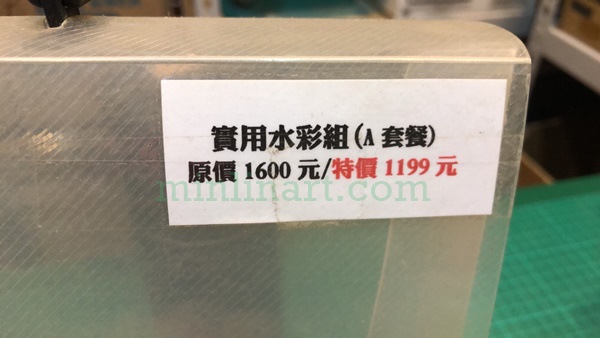 實用水彩組(A 套餐)
原價 1600 元/特價 1199 元
minlinart.com